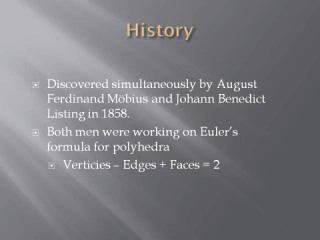 History
Discovered simultaneously by August
Ferdinand Möbius and Johann Benedict
Listing in 1858.
Both men were working on Euler's
formula for polyhedra
Verticies – Edges + Faces = 2